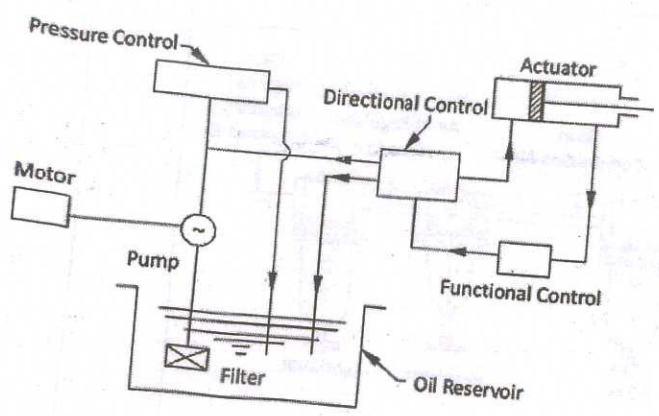 Pressure Control
Actuator
Directional Control
Motor
~
Pump
Functional Control
Filter
Oil Reservoir